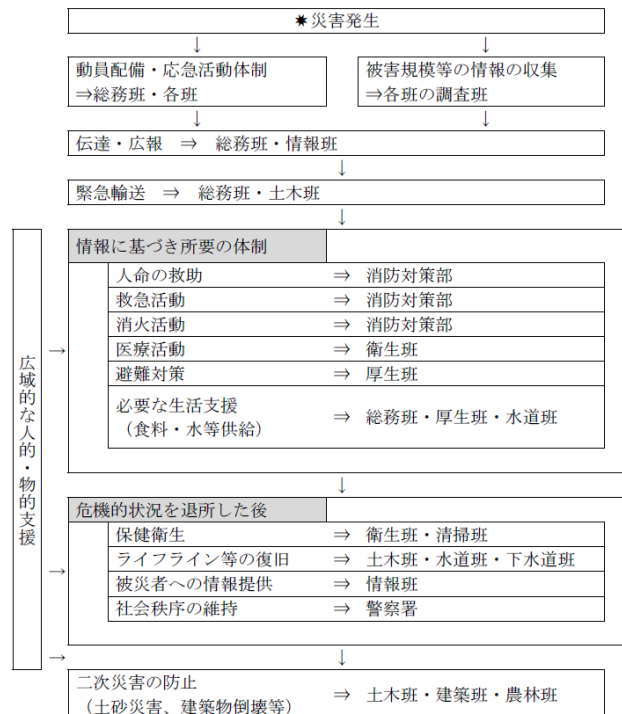 ✷災害発生
↓ ↓
動員配備・応急活動体制
⇒総務班・各班
被害規模等の情報の収集
⇒各班の調査班
↓ ↓
伝達・広報 ⇒ 総務班・情報班
↓
緊急輸送 ⇒ 総務班・土木班
↓
広域的な人的・物的支援
→
情報に基づき所要の体制
人命の救助 ⇒ 消防対策部
救急活動 ⇒ 消防対策部
消火活動 ⇒ 消防対策部
医療活動 ⇒ 衛生班
避難対策 ⇒ 厚生班
必要な生活支援
（食料・水等供給） ⇒ 総務班・厚生班・水道班
↓
→
危機的状況を退所した後
保健衛生 ⇒ 衛生班・清掃班
ライフライン等の復旧 ⇒ 土木班・水道班・下水道班
被災者への情報提供 ⇒ 情報班
社会秩序の維持 ⇒ 警察署
→ ↓
二次災害の防止
（土砂災害、建築物倒壊等） ⇒ 土木班・建築班・農林班